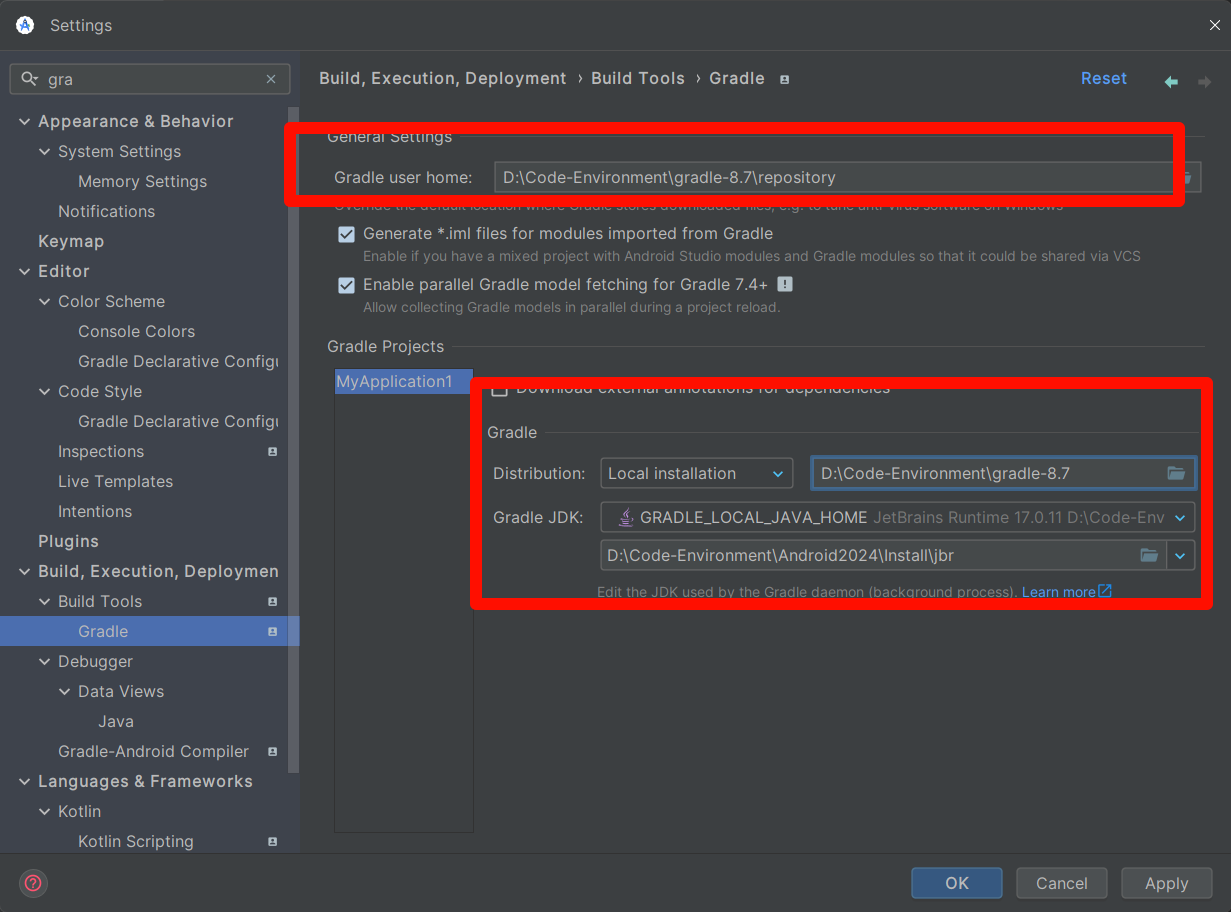 Settings
gra
Build, Execution, Deployment › Build Tools › Gradle
Reset
Appearance & Behavior
System Settings
Memory Settings
Notifications
Keymap
Editor
Color Scheme
Console Colors
Gradle Declarative Configu
Code Style
Gradle Declarative Configu
Inspections
Live Templates
Intentions
Plugins
Build, Execution, Deploymen
Build Tools
Gradle
Debugger
Data Views
Java
Gradle-Android Compiler
Languages & Frameworks
Kotlin
Kotlin Scripting
General Settings
Gradle user home: D:\Code-Environment\gradle-8.7\repository
Override the default location where Gradle stores downloaded files, e.g. to tune anti-virus software on Windows
Generate *.iml files for modules imported from Gradle
Enable if you have a mixed project with Android Studio modules and Gradle modules so that it could be shared via VCS
Enable parallel Gradle model fetching for Gradle 7.4+
Allow collecting Gradle models in parallel during a project reload.
Gradle Projects
MyApplication1
Download external annotations for dependencies
Gradle
Distribution: Local installation D:\Code-Environment\gradle-8.7
Gradle JDK: GRADLE_LOCAL_JAVA_HOME JetBrains Runtime 17.0.11 D:\Code-Env
D:\Code-Environment\Android2024\Install\jbr
Edit the JDK used by the Gradle daemon (background process). Learn more
OK Cancel Apply